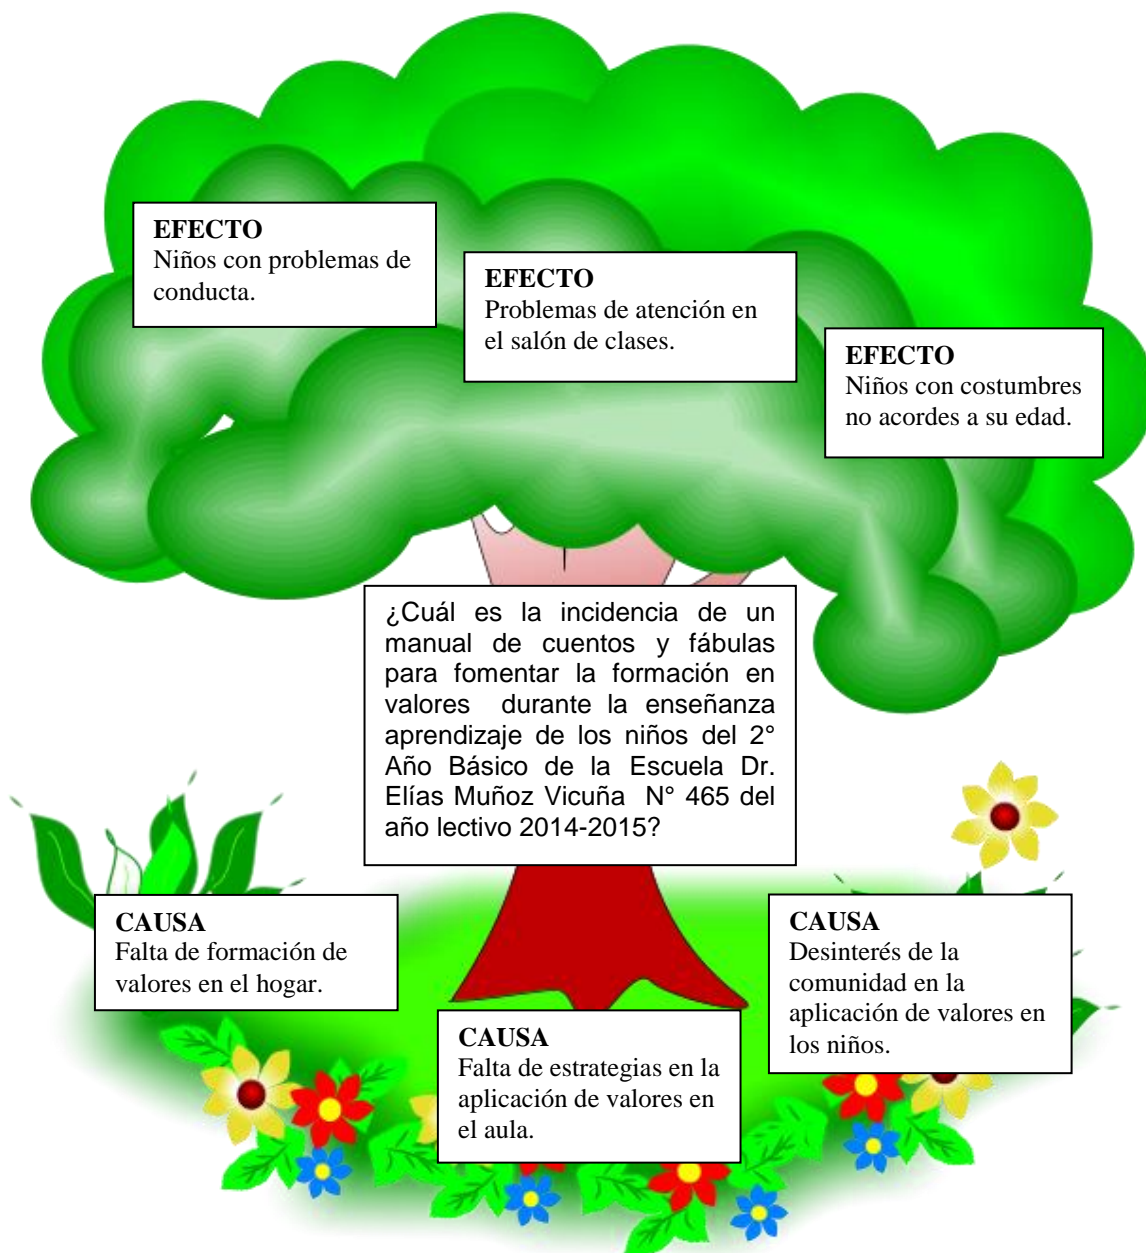 EFECTO
Niños con problemas de
conducta.
EFECTO
Problemas de atención en
el salón de clases.
EFECTO
Niños con costumbres
no acordes a su edad.
¿Cuál es la incidencia de un
manual de cuentos y fábulas
para fomentar la formación en
valores durante la enseñanza
aprendizaje de los niños del 2°
Año Básico de la Escuela Dr.
Elías Muñoz Vicuña N° 465 del
año lectivo 2014-2015?
CAUSA
Falta de formación de
valores en el hogar.
CAUSA
Falta de estrategias en la
aplicación de valores en
el aula.
CAUSA
Desinterés de la
comunidad en la
aplicación de valores en
los niños.